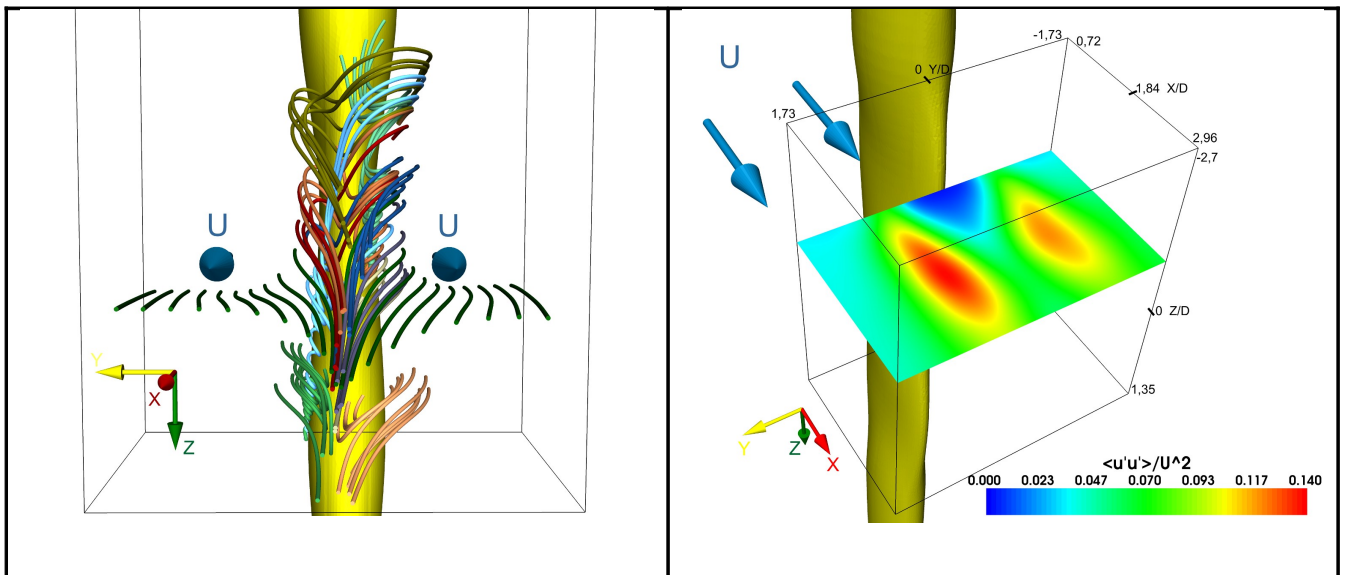 U
U
Y
X
Z
U
-1,73
0,72
0 Y/D
1,84 X/D
1,73
2,96
-2,7
0 Z/D
1,35
Y
Z
X
<u'u'>/U^2
0.000 0.023 0.047 0.070 0.093 0.117 0.140